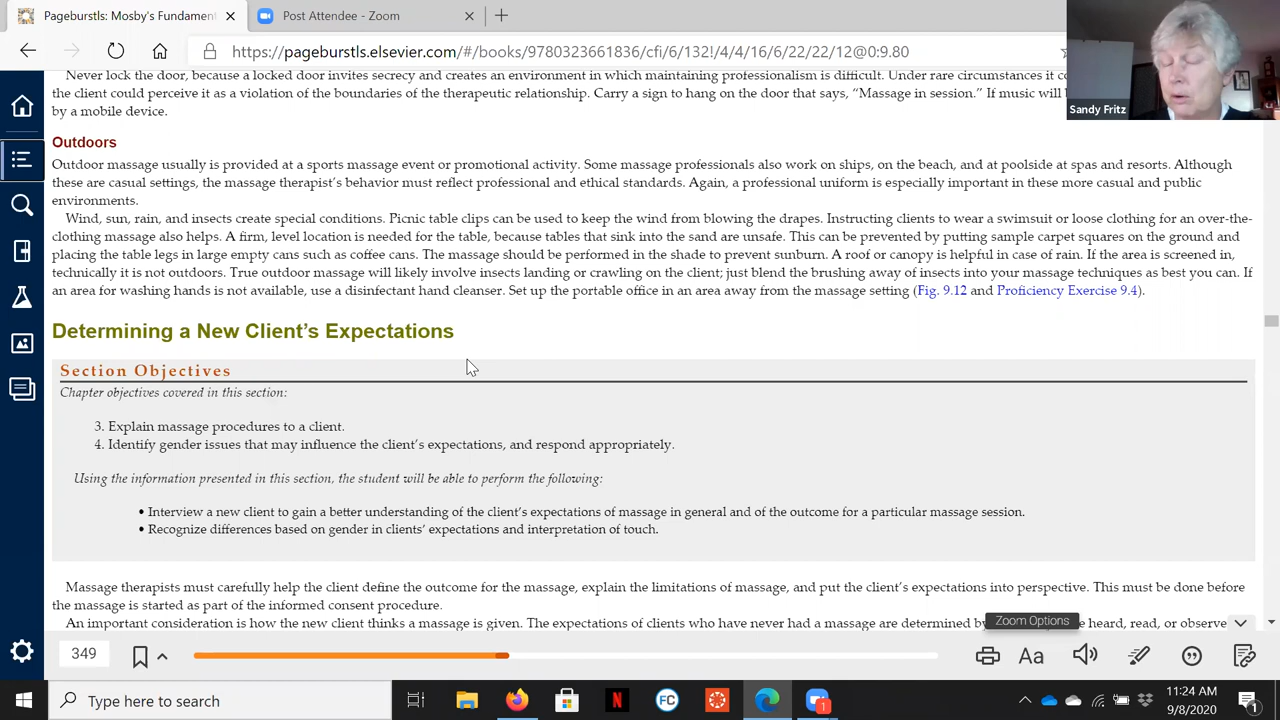 Pageburstls: Mosby's Fundament
Post Attendee - Zoom
https://pageburstls.elsevier.com/#/books/9780323661836/cfi/6/132!/4/4/16/6/22/22/12@0:9.80
Never lock the door, because a locked door invites secrecy and creates an environment in which maintaining professionalism is difficult. Under rare circumstances it
the client could perceive it as a violation of the boundaries of the therapeutic relationship. Carry a sign to hang on the door that says, "Massage in session." If music will
by a mobile device.
Sandy Fritz
Outdoors
Outdoor massage usually is provided at a sports massage event or promotional activity. Some massage professionals also work on ships, on the beach, and at poolside at spas and resorts. Although
these are casual settings, the massage therapist's behavior must reflect professional and ethical standards. Again, a professional uniform is especially important in these more casual and public
environments.
Wind, sun, rain, and insects create special conditions. Picnic table clips can be used to keep the wind from blowing the drapes. Instructing clients to wear a swimsuit or loose clothing for an over-the-
clothing massage also helps. A firm, level location is needed for the table, because tables that sink into the sand are unsafe. This can be prevented by putting sample carpet squares on the ground and
placing the table legs in large empty cans such as coffee cans. The massage should be performed in the shade to prevent sunburn. A roof or canopy is helpful in case of rain. If the area is screened in,
technically it is not outdoors. True outdoor massage will likely involve insects landing or crawling on the client; just blend the brushing away of insects into your massage techniques as best you can. If
an area for washing hands is not available, use a disinfectant hand cleanser. Set up the portable office in an area away from the massage setting (Fig. 9.12 and Proficiency Exercise 9.4).
Determining a New Client's Expectations
Section Objectives
Chapter objectives covered in this section:
3. Explain massage procedures to a client.
4. Identify gender issues that may influence the client's expectations, and respond appropriately.
Using the information presented in this section, the student will be able to perform the following:
• Interview a new client to gain a better understanding of the client's expectations of massage in general and of the outcome for a particular massage session.
• Recognize differences based on gender in clients' expectations and interpretation of touch.
Massage therapists must carefully help the client define the outcome for the massage, explain the limitations of massage, and put the client's expectations into perspective. This must be done before
the massage is started as part of the informed consent procedure.
An important consideration is how the new client thinks a massage is given. The expectations of clients who have never had a massage are determined by heard, read, or observe
Zoom Options
349
Aa
Type here to search
N
FC
1
11:24 AM
9/8/2020
1